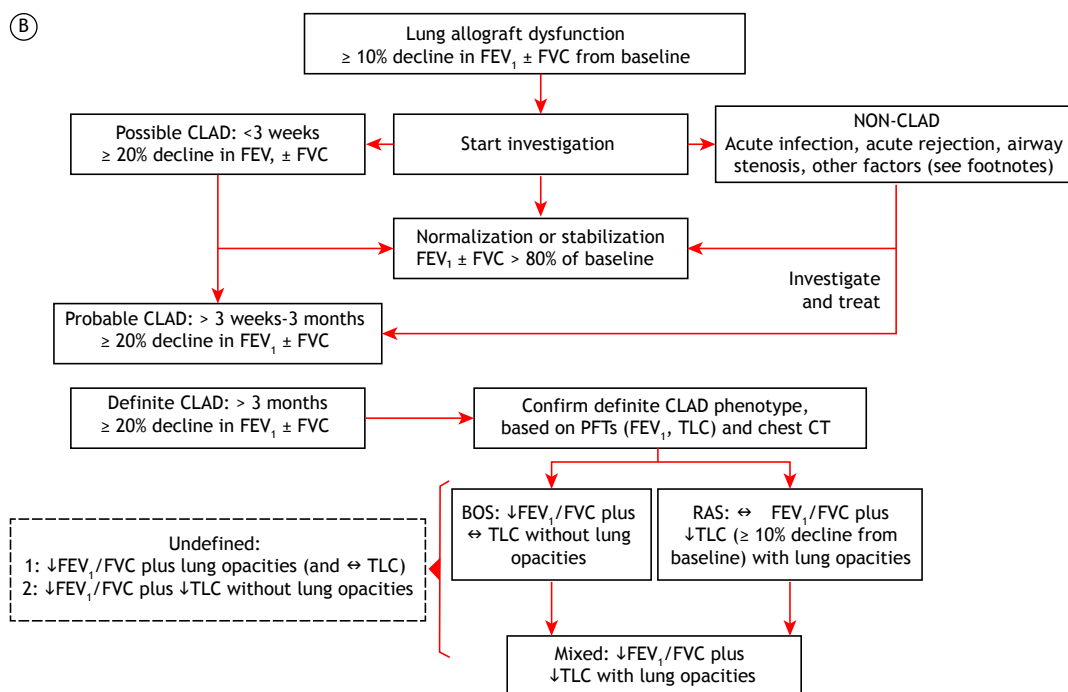 B
Lung allograft dysfunction
≥ 10% decline in FEV₁ ± FVC from baseline
Possible CLAD: <3 weeks
≥ 20% decline in FEV, ± FVC
Start investigation
NON-CLAD
Acute infection, acute rejection, airway
stenosis, other factors (see footnotes)
Normalization or stabilization
FEV₁ ± FVC > 80% of baseline
Investigate
and treat
Probable CLAD: > 3 weeks-3 months
≥ 20% decline in FEV₁ ± FVC
Definite CLAD: > 3 months
≥ 20% decline in FEV₁ ± FVC
Confirm definite CLAD phenotype,
based on PFTs (FEV₁, TLC) and chest CT
BOS: ↓FEV₁/FVC plus
↔ TLC without lung
opacities
RAS: ↔ FEV₁/FVC plus
↓TLC (≥ 10% decline from
baseline) with lung opacities
Undefined:
1: ↓FEV₁/FVC plus lung opacities (and ↔ TLC)
2: ↓FEV₁/FVC plus ↓TLC without lung opacities
Mixed: ↓FEV₁/FVC plus
↓TLC with lung opacities